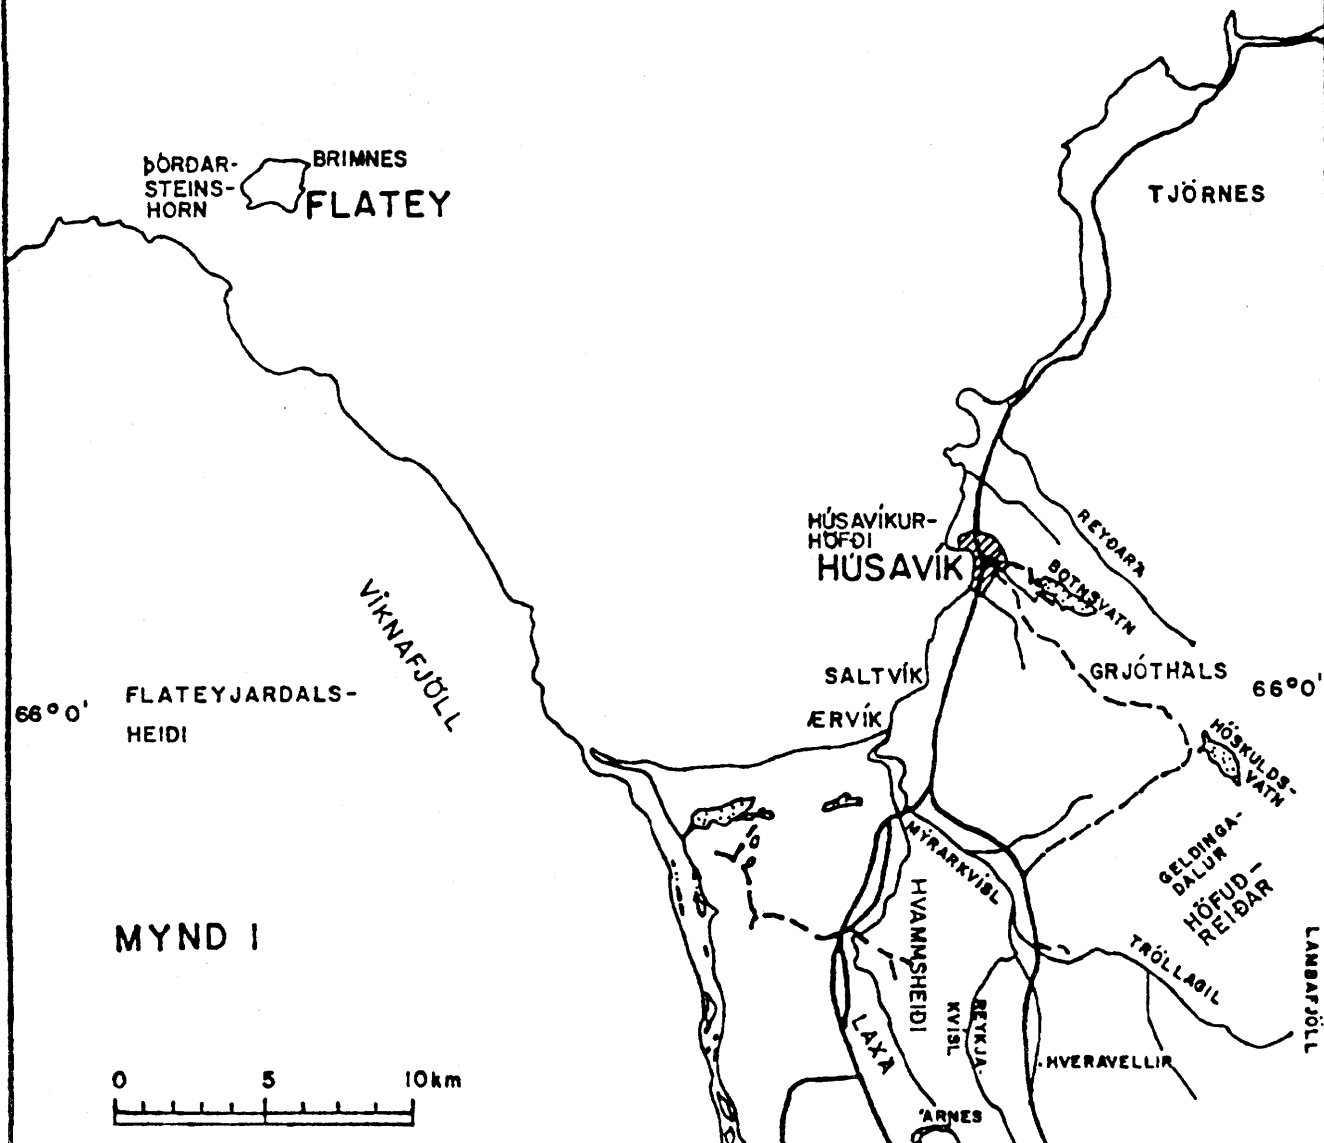 ÞÓRÐAR-
STEINS-
HORN
BRIMNES
FLATEY
TJÖRNES
HÚSAVÍKUR-
HÖFÐI
HÚSAVÍK
REYÐARÁ
BOTNSVATN
VÍKNAFJÖLL
SALTVÍK
GRJÓTHÁLS
66°0'
FLATEYJARDALS-
HEIDI
66°0'
ÆRVÍK
HÖSKULDS-
VATN
MÝRARKVÍSL
GELDINGA-
DALUR
HÖFUÐ-
REIÐAR
HVAMMSHEIDI
MYND I
TRÖLLAGIL
LAMBAFJÖLL
LAXÁ
REYKJA-
KVÍSL
HVERAVELLIR
ÁRNES
0 5 10km